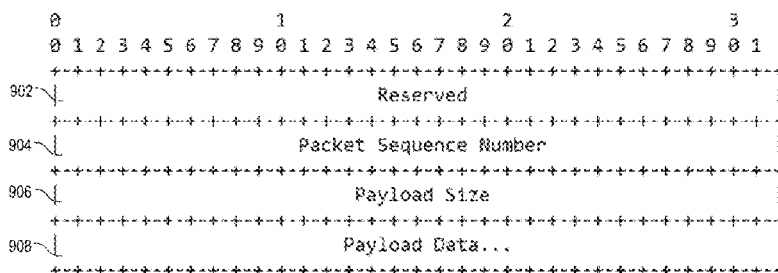 0 1 2 3
0 1 2 3 4 5 6 7 8 9 0 1 2 3 4 5 6 7 8 9 0 1 2 3 4 5 6 7 8 9 0 1
+-+-+-+-+-+-+-+-+-+-+-+-+-+-+-+-+-+-+-+-+-+-+-+-+-+-+-+-+-+-+-+-+
902 | Reserved |
+-+-+-+-+-+-+-+-+-+-+-+-+-+-+-+-+-+-+-+-+-+-+-+-+-+-+-+-+-+-+-+-+
904 | Packet Sequence Number |
+-+-+-+-+-+-+-+-+-+-+-+-+-+-+-+-+-+-+-+-+-+-+-+-+-+-+-+-+-+-+-+-+
906 | Payload Size |
+-+-+-+-+-+-+-+-+-+-+-+-+-+-+-+-+-+-+-+-+-+-+-+-+-+-+-+-+-+-+-+-+
908 | Payload Data...
+-+-+-+-+-+-+-+-+-+-+-+-+-+-+-+-+-+-+-+-+-+-+-+-+-+-+-+-+-+-+-+-+